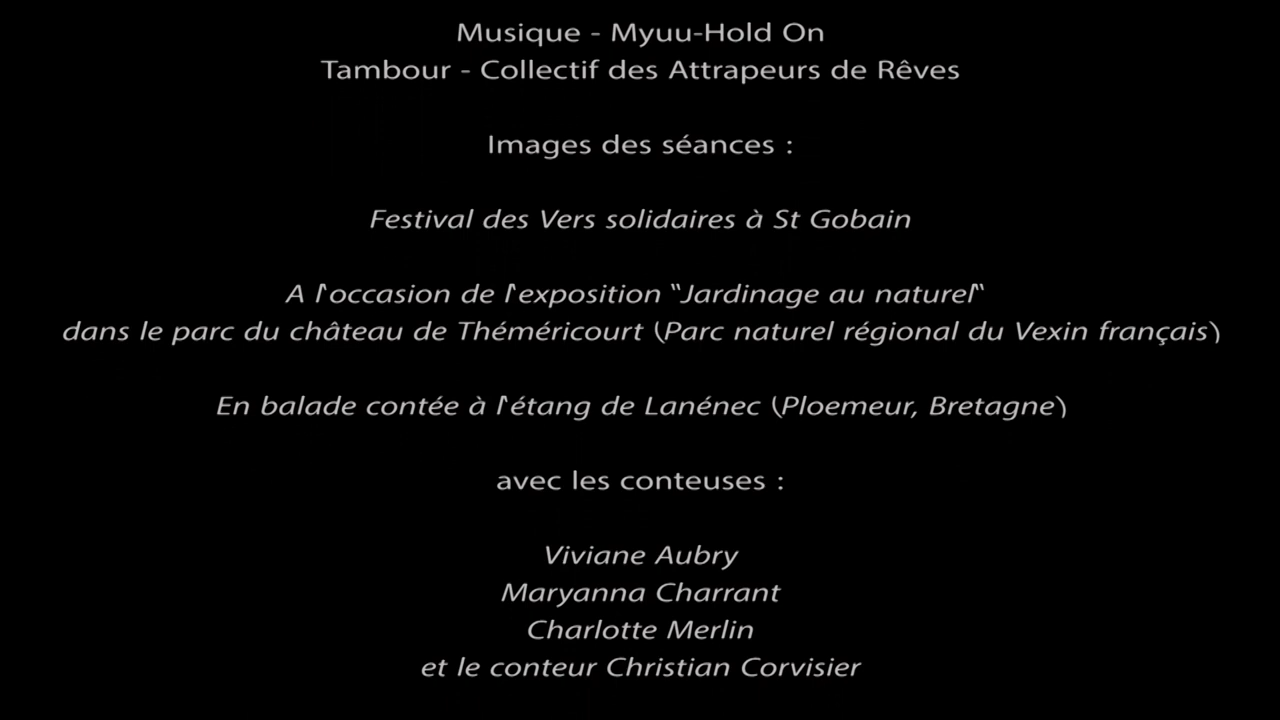 Musique - Myuu-Hold On
Tambour - Collectif des Attrapeurs de Rêves
Images des séances :
Festival des Vers solidaires à St Gobain
A l'occasion de l'exposition "Jardinage au naturel"
dans le parc du château de Théméricourt (Parc naturel régional du Vexin français)
En balade contée à l'étang de Lanénec (Ploemeur, Bretagne)
avec les conteuses :
Viviane Aubry
Maryanna Charrant
Charlotte Merlin
et le conteur Christian Corvisier